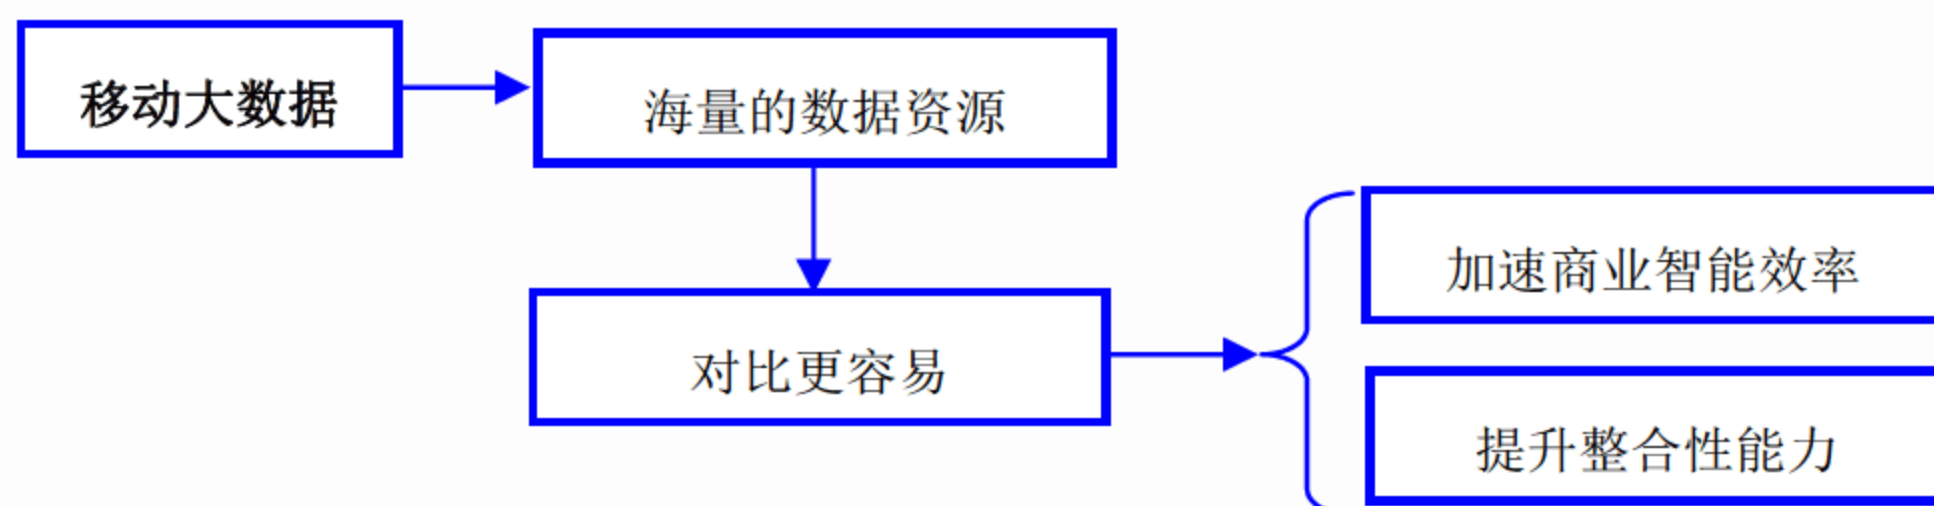 移动大数据
海量的数据资源
对比更容易
加速商业智能效率
提升整合性能力